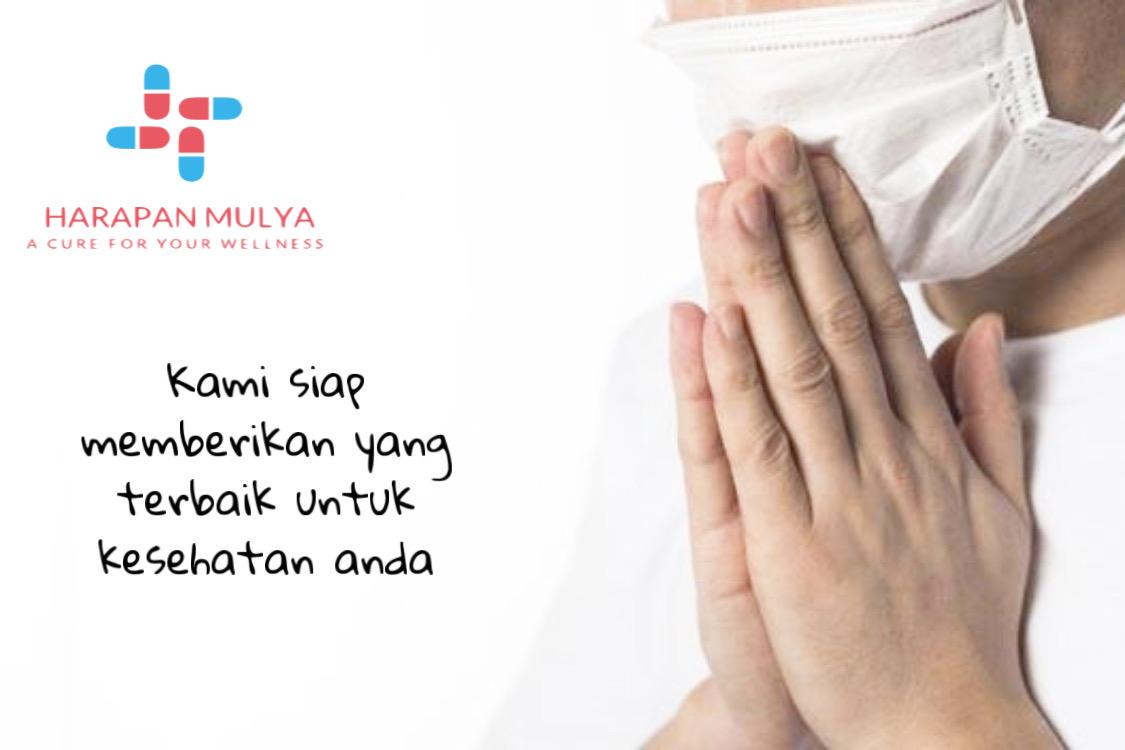 HARAPAN MULYA
A CURE FOR YOUR WELLNESS
Kami siap
memberikan yang
terbaik untuk
kesehatan anda